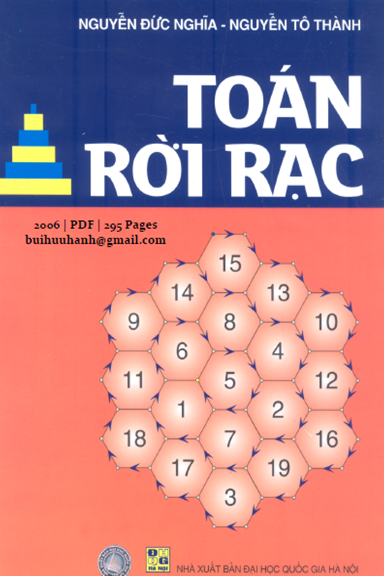 NGUYỄN ĐỨC NGHĨA - NGUYỄN TÔ THÀNH
TOÁN
RỜI RẠC
2006 | PDF | 295 Pages
buihuuhanh@gmail.com
15
14 13
9 8 10
6 4
11 5 12
1 2
18 7 16
17 19
3
NHÀ XUẤT BẢN ĐẠI HỌC QUỐC GIA HÀ NỘI